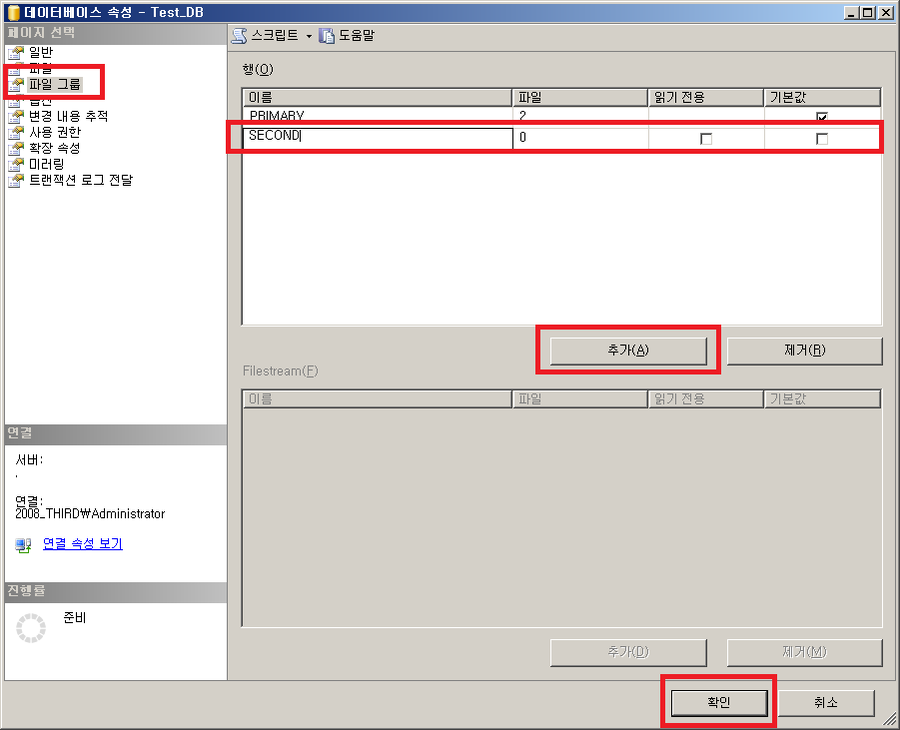 데이터베이스 속성 - Test_DB
페이지 선택
일반
파일
파일 그룹
옵션
변경 내용 추적
사용 권한
확장 속성
미러링
트랜잭션 로그 전달
스크립트 도움말
행(O)
이름 파일 읽기 전용 기본값
PRIMARY 2
SECOND 0
추가(A) 제거(R)
Filestream(F)
이름 파일 읽기 전용 기본값
추가(D) 제거(M)
연결
서버:
.
연결:
2008_THIRD₩Administrator
연결 속성 보기
진행률
준비
확인 취소